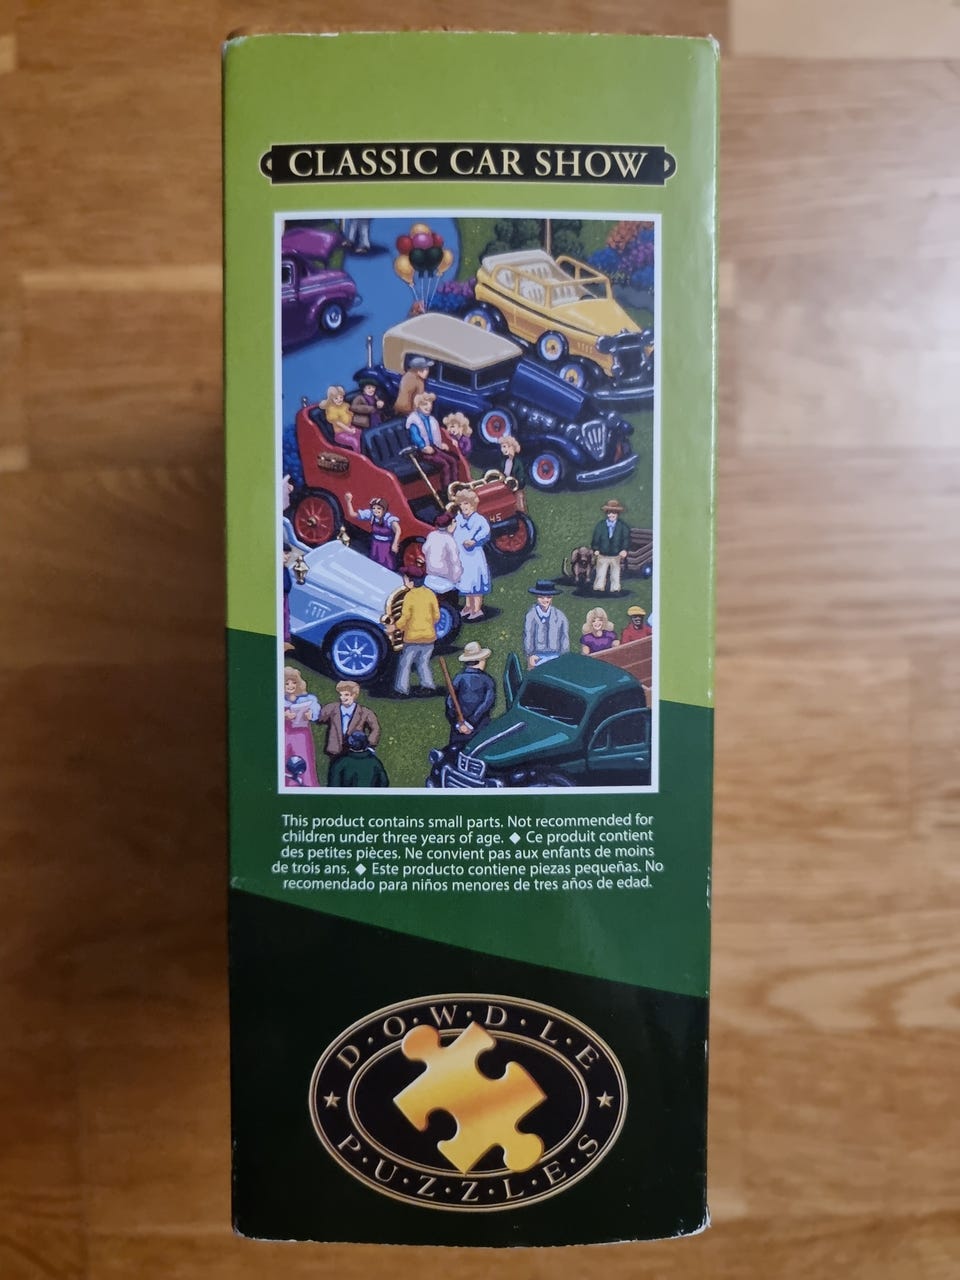 CLASSIC CAR SHOW
45
This product contains small parts. Not recommended for
children under three years of age. ◆ Ce produit contient
des petites pièces. Ne convient pas aux enfants de moins
de trois ans. ◆ Este producto contiene piezas pequeñas. No
recomendado para niños menores de tres años de edad.
D·O·W·D·L·E
P·U·Z·Z·L·E·S